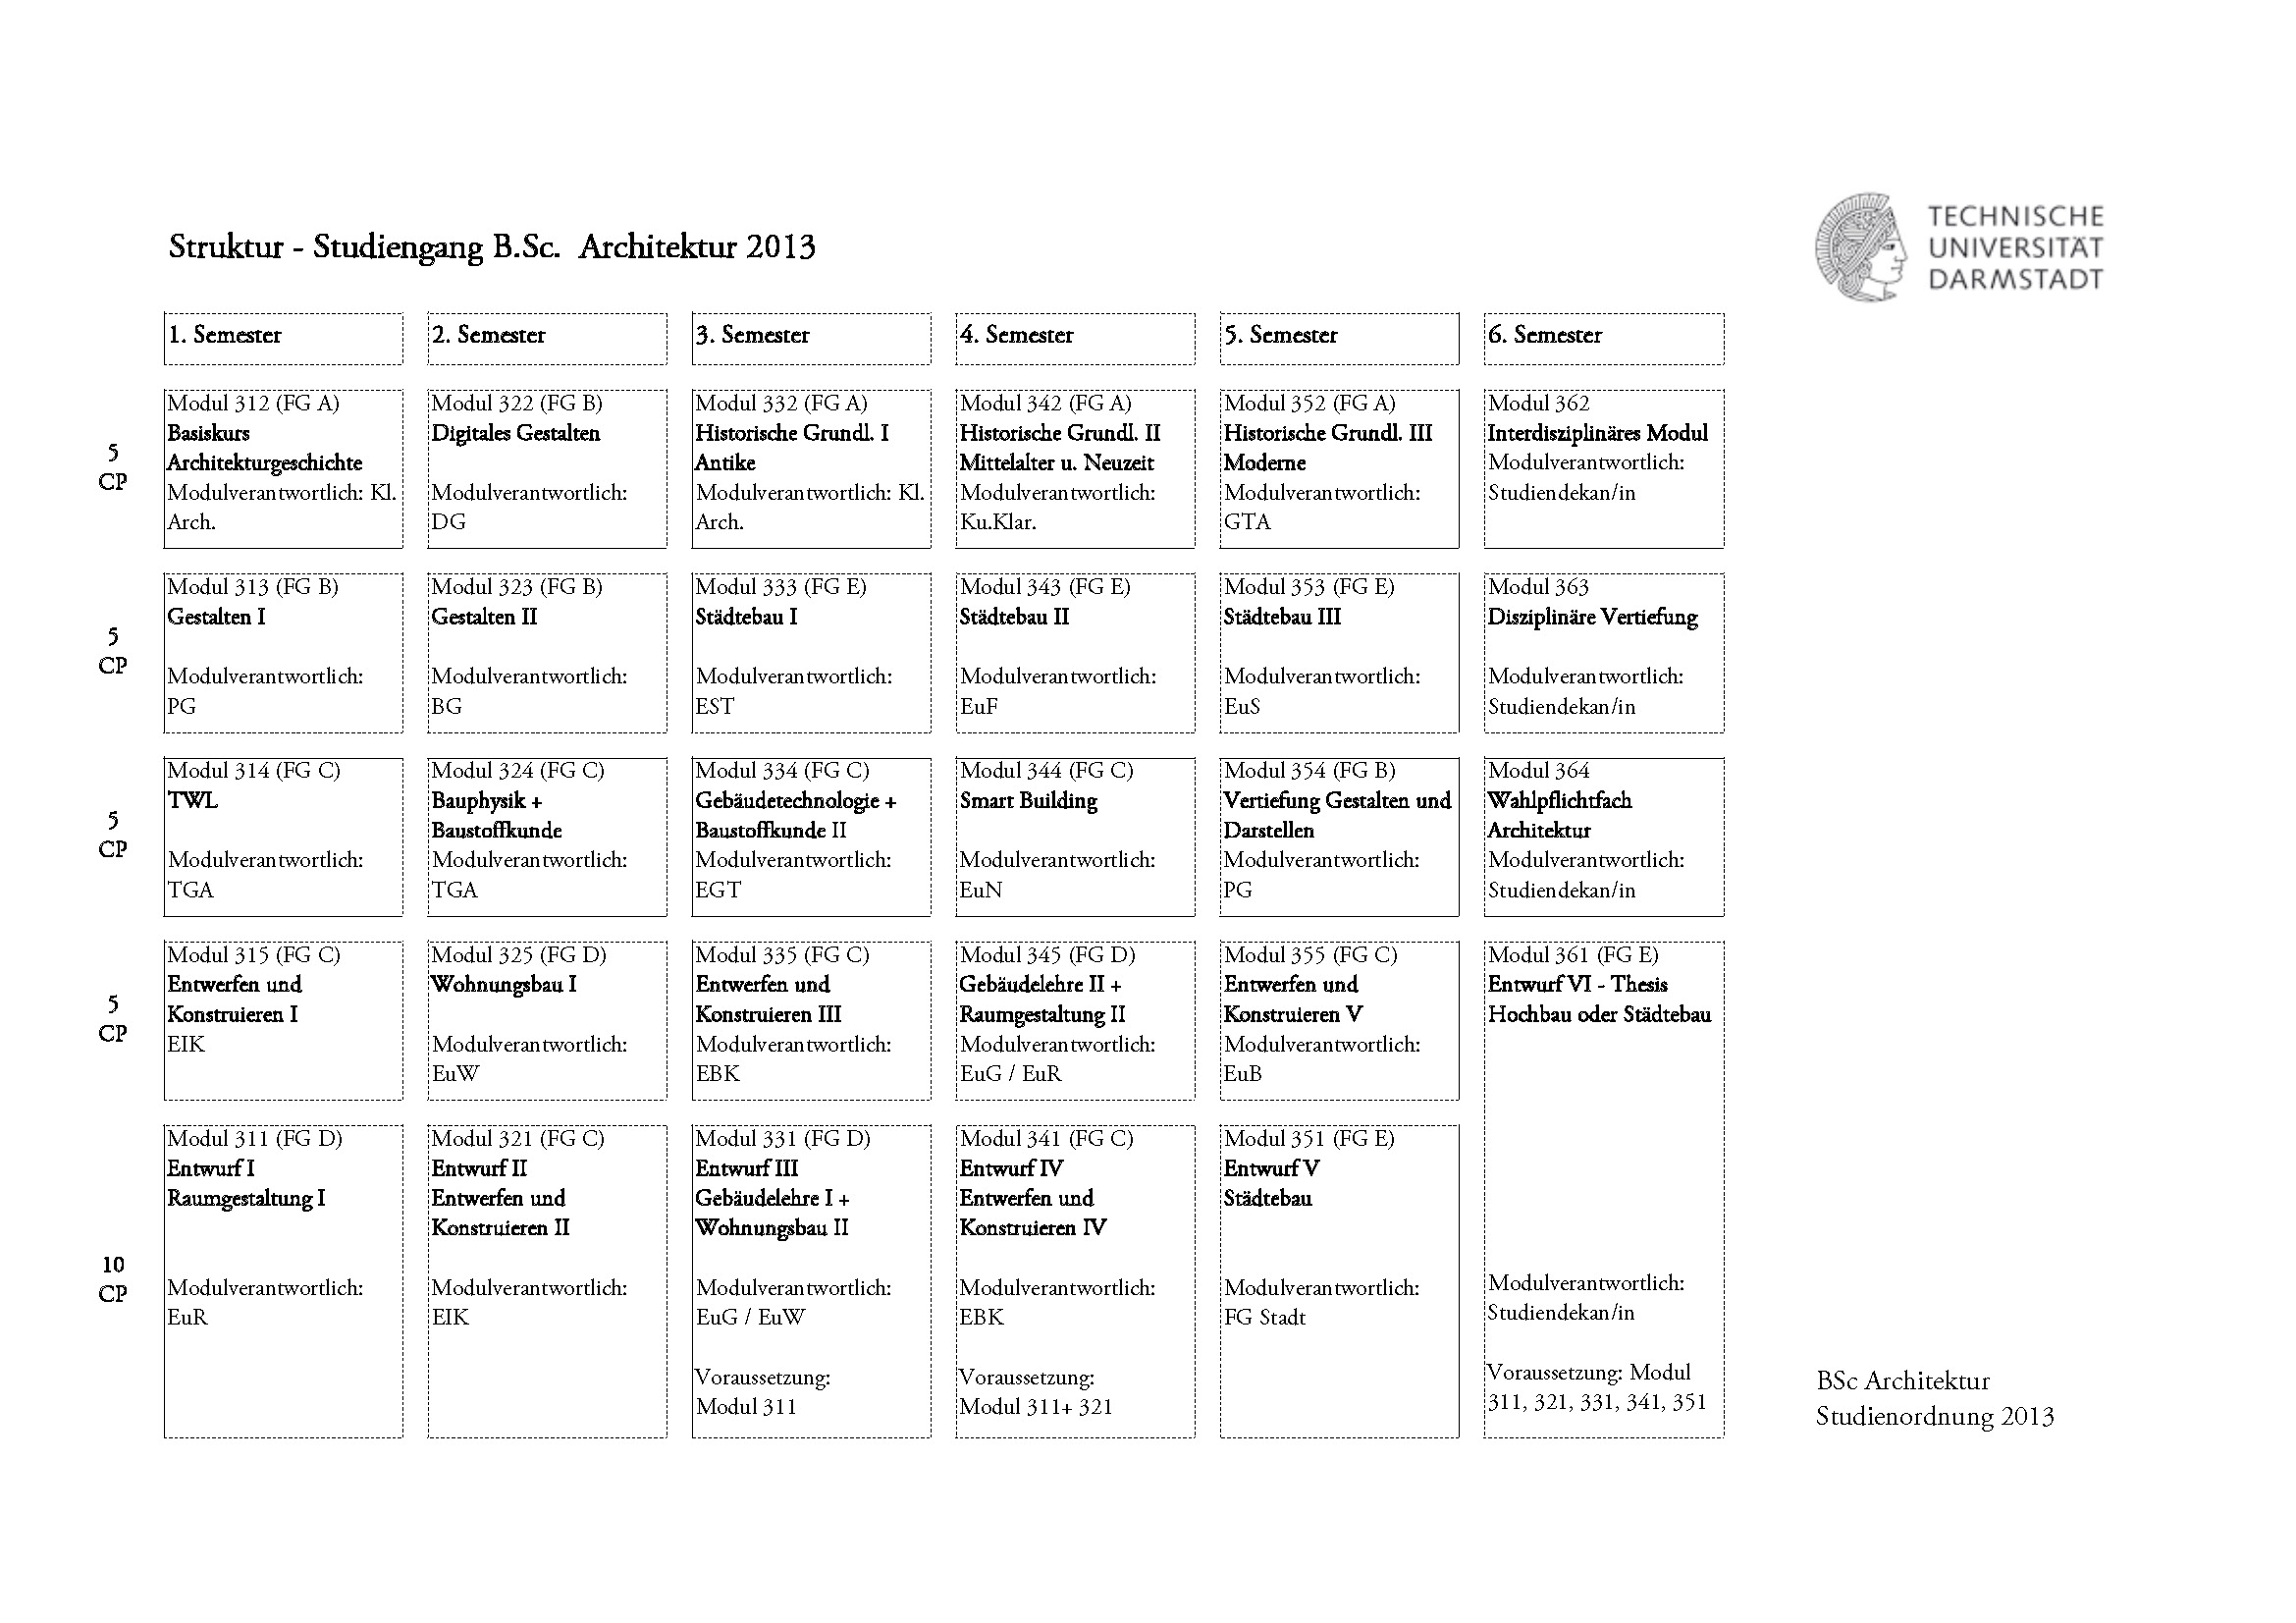 TECHNISCHE
UNIVERSITÄT
DARMSTADT
Struktur - Studiengang B.Sc. Architektur 2013
1. Semester
2. Semester
3. Semester
4. Semester
5. Semester
6. Semester
5
CP
Modul 312 (FG A)
Basiskurs
Architekturgeschichte
Modulverantwortlich: Kl.
Arch.
Modul 322 (FG B)
Digitales Gestalten
Modulverantwortlich:
DG
Modul 332 (FG A)
Historische Grundl. I
Antike
Modulverantwortlich: Kl.
Arch.
Modul 342 (FG A)
Historische Grundl. II
Mittelalter u. Neuzeit
Modulverantwortlich:
Ku.Klar.
Modul 352 (FG A)
Historische Grundl. III
Moderne
Modulverantwortlich:
GTA
Modul 362
Interdisziplinäres Modul
Modulverantwortlich:
Studiendekan/in
5
CP
Modul 313 (FG B)
Gestalten I
Modulverantwortlich:
PG
Modul 323 (FG B)
Gestalten II
Modulverantwortlich:
BG
Modul 333 (FG E)
Städtebau I
Modulverantwortlich:
EST
Modul 343 (FG E)
Städtebau II
Modulverantwortlich:
EuF
Modul 353 (FG E)
Städtebau III
Modulverantwortlich:
EuS
Modul 363
Disziplinäre Vertiefung
Modulverantwortlich:
Studiendekan/in
5
CP
Modul 314 (FG C)
TWL
Modulverantwortlich:
TGA
Modul 324 (FG C)
Bauphysik +
Baustoffkunde
Modulverantwortlich:
TGA
Modul 334 (FG C)
Gebäudetechnologie +
Baustoffkunde II
Modulverantwortlich:
EGT
Modul 344 (FG C)
Smart Building
Modulverantwortlich:
EuN
Modul 354 (FG B)
Vertiefung Gestalten und
Darstellen
Modulverantwortlich:
PG
Modul 364
Wahlpflichtfach
Architektur
Modulverantwortlich:
Studiendekan/in
5
CP
Modul 315 (FG C)
Entwerfen und
Konstruieren I
EIK
Modul 325 (FG D)
Wohnungsbau I
Modulverantwortlich:
EuW
Modul 335 (FG C)
Entwerfen und
Konstruieren III
Modulverantwortlich:
EBK
Modul 345 (FG D)
Gebäudelehre II +
Raumgestaltung II
Modulverantwortlich:
EuG / EuR
Modul 355 (FG C)
Entwerfen und
Konstruieren V
Modulverantwortlich:
EuB
Modul 361 (FG E)
Entwurf VI - Thesis
Hochbau oder Städtebau
Modulverantwortlich:
Studiendekan/in
Voraussetzung: Modul
311, 321, 331, 341, 351
10
CP
Modul 311 (FG D)
Entwurf I
Raumgestaltung I
Modulverantwortlich:
EuR
Modul 321 (FG C)
Entwurf II
Entwerfen und
Konstruieren II
Modulverantwortlich:
EIK
Modul 331 (FG D)
Entwurf III
Gebäudelehre I +
Wohnungsbau II
Modulverantwortlich:
EuG / EuW
Voraussetzung:
Modul 311
Modul 341 (FG C)
Entwurf IV
Entwerfen und
Konstruieren IV
Modulverantwortlich:
EBK
Voraussetzung:
Modul 311+ 321
Modul 351 (FG E)
Entwurf V
Städtebau
Modulverantwortlich:
FG Stadt
BSc Architektur
Studienordnung 2013